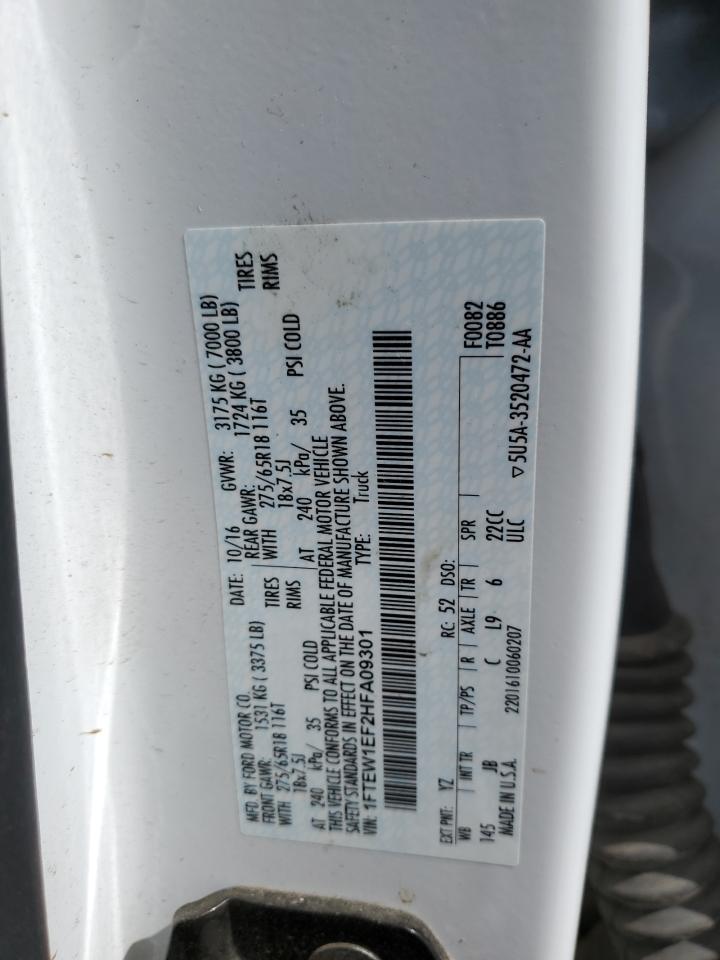 MFD. BY FORD MOTOR CO.
DATE: 10/16 GVWR: 3175 KG ( 7000 LB)
FRONT GAWR: 1531 KG ( 3375 LB) REAR GAWR: 1724 KG ( 3800 LB)
WITH 275/65R18 116T TIRES WITH 275/65R18 116T TIRES
18x7.5J RIMS 18x7.5J RIMS
AT 240 kPa/ 35 PSI COLD AT 240 kPa/ 35 PSI COLD
THIS VEHICLE CONFORMS TO ALL APPLICABLE FEDERAL MOTOR VEHICLE
SAFETY STANDARDS IN EFFECT ON THE DATE OF MANUFACTURE SHOWN ABOVE.
VIN: 1FTEW1EF2HFA09301 TYPE: Truck
EXT PNT: YZ RC: 52 DSO: F0082
WB INT TR TP/PS R AXLE TR SPR T0886
145 JB C L9 6 22CC
MADE IN U.S.A. 2201610060207 ULC ▽5U5A-3520472-AA